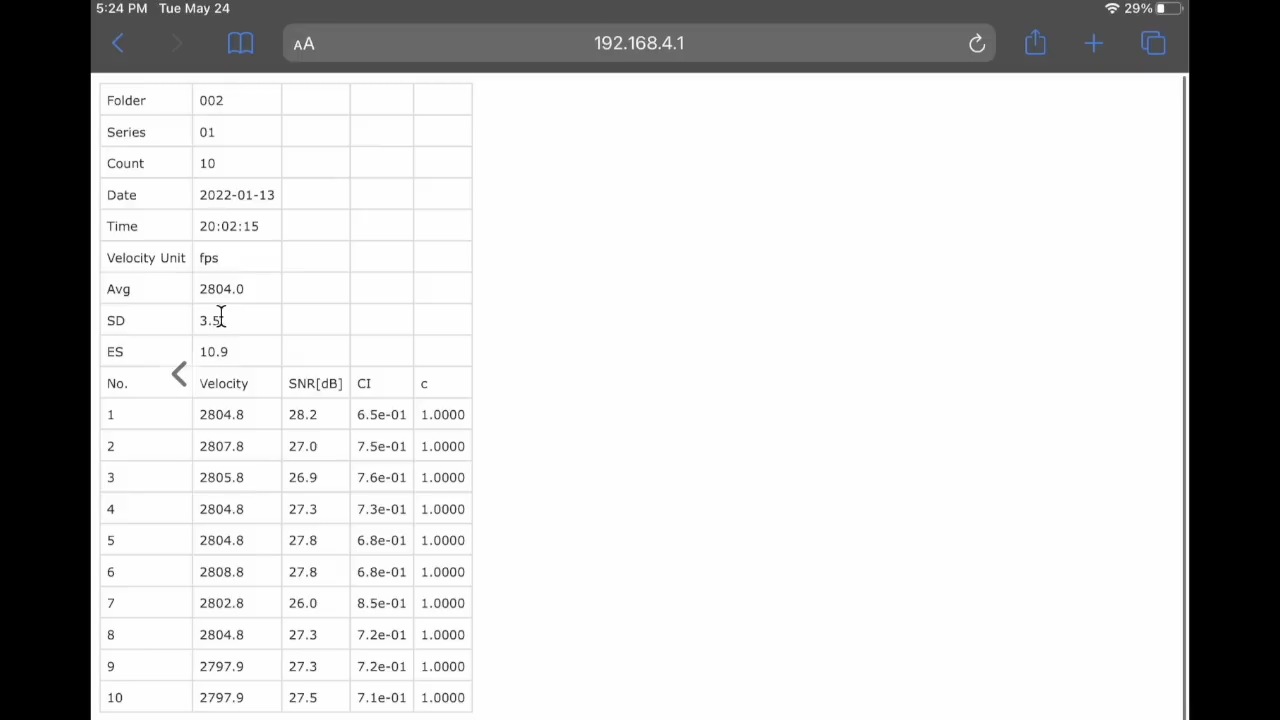 5:24 PM Tue May 24 29%
AA 192.168.4.1
Folder 002
Series 01
Count 10
Date 2022-01-13
Time 20:02:15
Velocity Unit fps
Avg 2804.0
SD 3.5
ES 10.9
No. Velocity SNR[dB] CI c
1 2804.8 28.2 6.5e-01 1.0000
2 2807.8 27.0 7.5e-01 1.0000
3 2805.8 26.9 7.6e-01 1.0000
4 2804.8 27.3 7.3e-01 1.0000
5 2804.8 27.8 6.8e-01 1.0000
6 2808.8 27.8 6.8e-01 1.0000
7 2802.8 26.0 8.5e-01 1.0000
8 2804.8 27.3 7.2e-01 1.0000
9 2797.9 27.3 7.2e-01 1.0000
10 2797.9 27.5 7.1e-01 1.0000